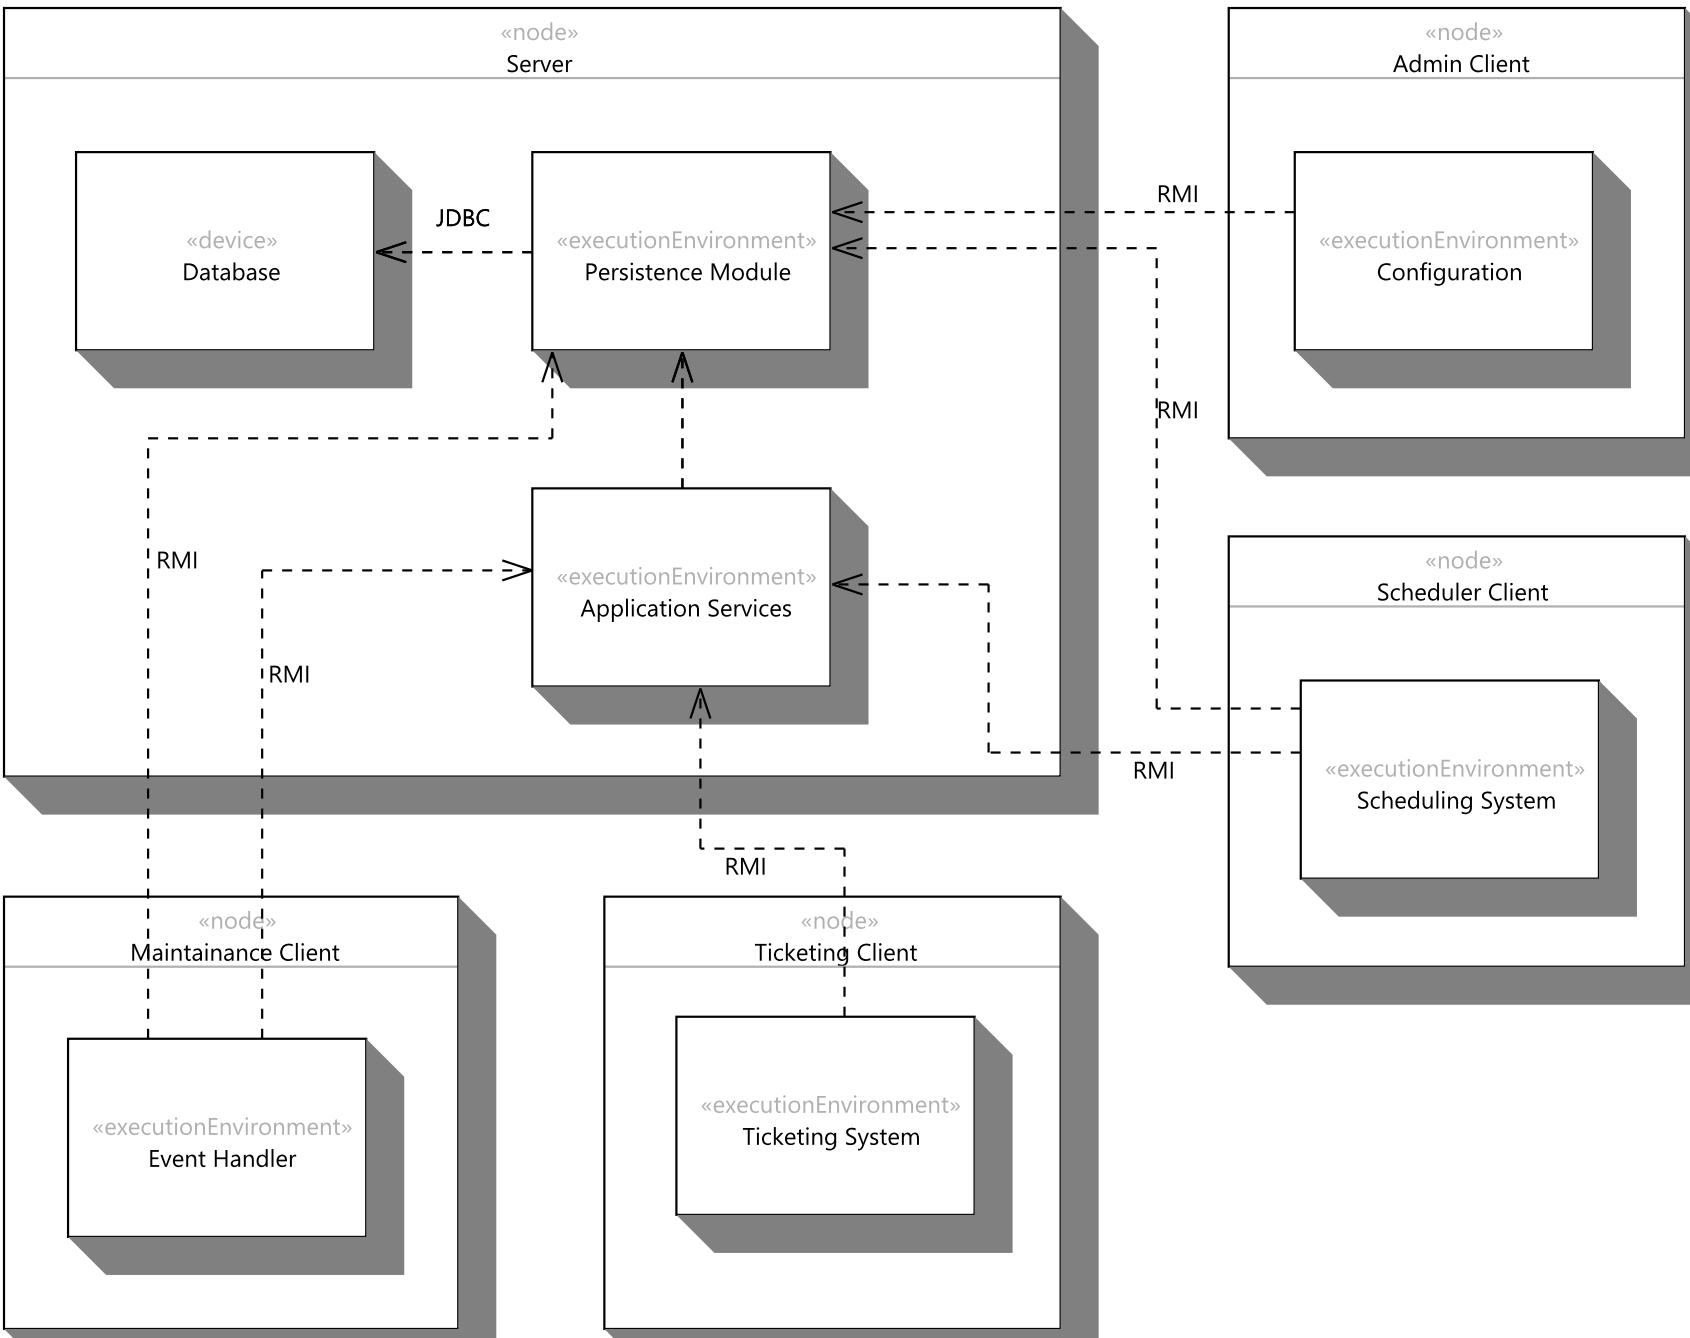 «node»
Server
«device»
Database
JDBC
«executionEnvironment»
Persistence Module
«executionEnvironment»
Application Services
RMI
RMI
RMI
RMI
RMI
RMI
«node»
Admin Client
«executionEnvironment»
Configuration
«node»
Scheduler Client
«executionEnvironment»
Scheduling System
«node»
Maintainance Client
«executionEnvironment»
Event Handler
«node»
Ticketing Client
«executionEnvironment»
Ticketing System